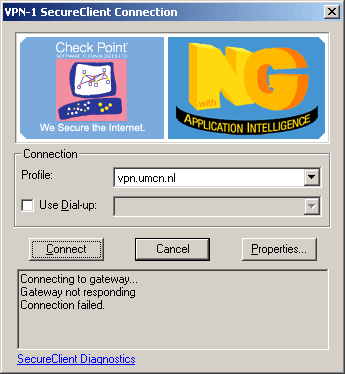 VPN-1 SecureClient Connection
Check Point
SOFTWARE TECHNOLOGIES LTD.
We Secure the Internet.
NG
with
APPLICATION INTELLIGENCE
Connection
Profile:
vpn.umcn.nl
Use Dial-up:
Connect
Cancel
Properties...
Connecting to gateway...
Gateway not responding
Connection failed.
SecureClient Diagnostics